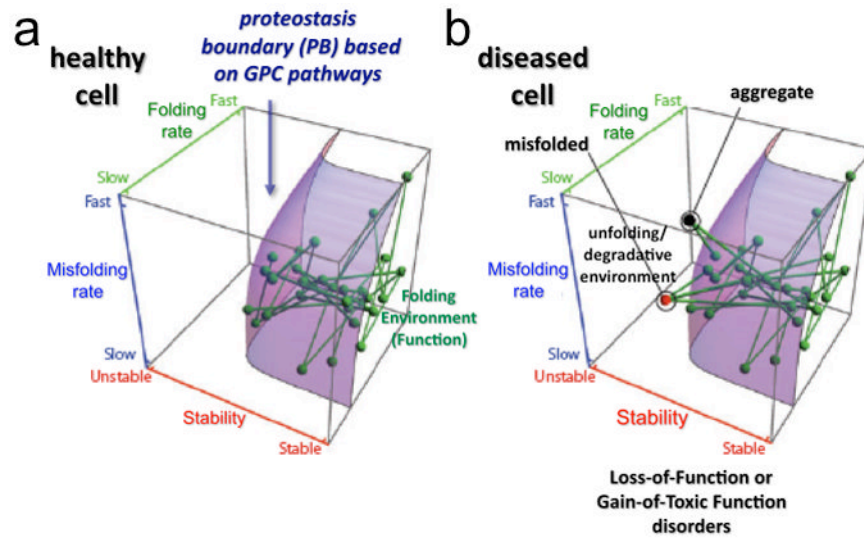 a
healthy
cell
proteostasis
boundary (PB) based
on GPC pathways
Fast
Folding
rate
Slow
Fast
Misfolding
rate
Slow
Unstable
Stability
Stable
Folding
Environment
(Function)
b
diseased
cell
aggregate
misfolded
Fast
Folding
rate
Slow
Fast
unfolding/
degradative
environment
Misfolding
rate
Slow
Unstable
Stability
Stable
Loss-of-Function or
Gain-of-Toxic Function
disorders